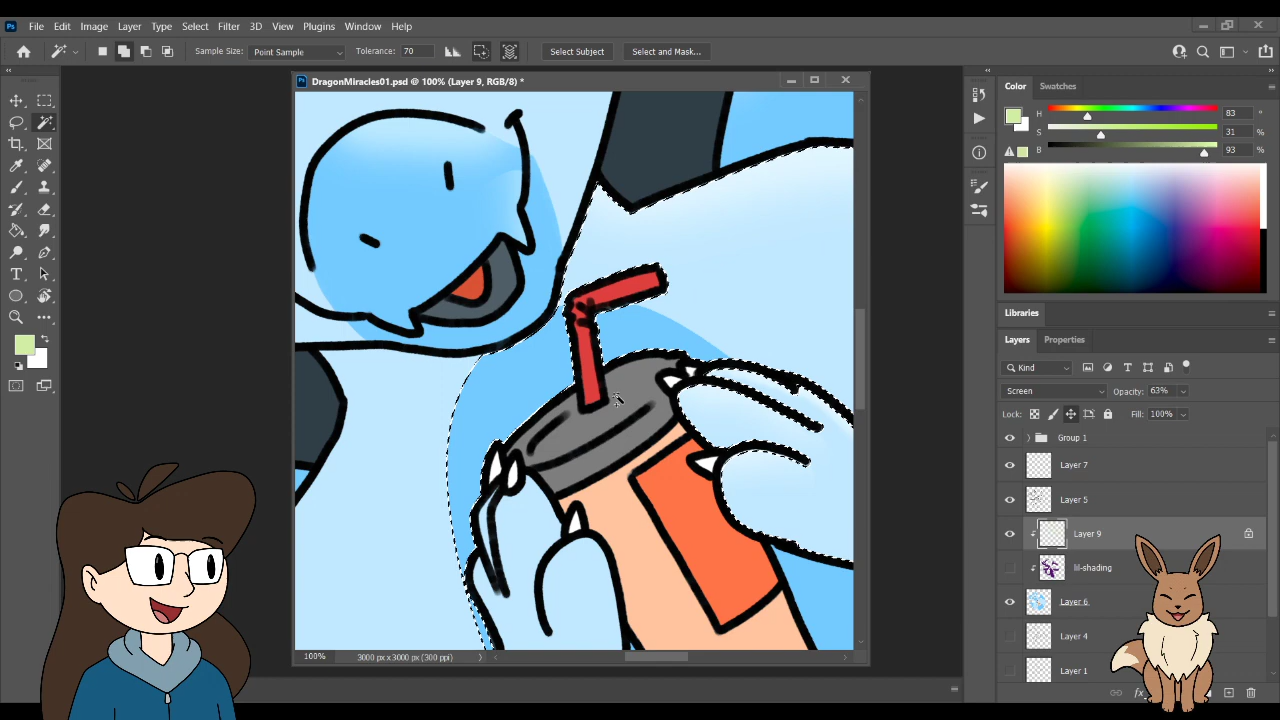 Ps File Edit Image Layer Type Select Filter 3D View Plugins Window Help
Sample Size: Point Sample Tolerance: 70 Select Subject Select and Mask...
Ps DragonMiracles01.psd @ 100% (Layer 9, RGB/8) *
100% 3000 px x 3000 px (300 ppi)
Color Swatches
H 83 °
S 31 %
B 93 %
Libraries
Layers Properties
Kind
Screen Opacity: 63%
Lock: Fill: 100%
Group 1
Layer 7
Layer 5
Layer 9
lil-shading
Layer 6
Layer 4
Layer 1
fx